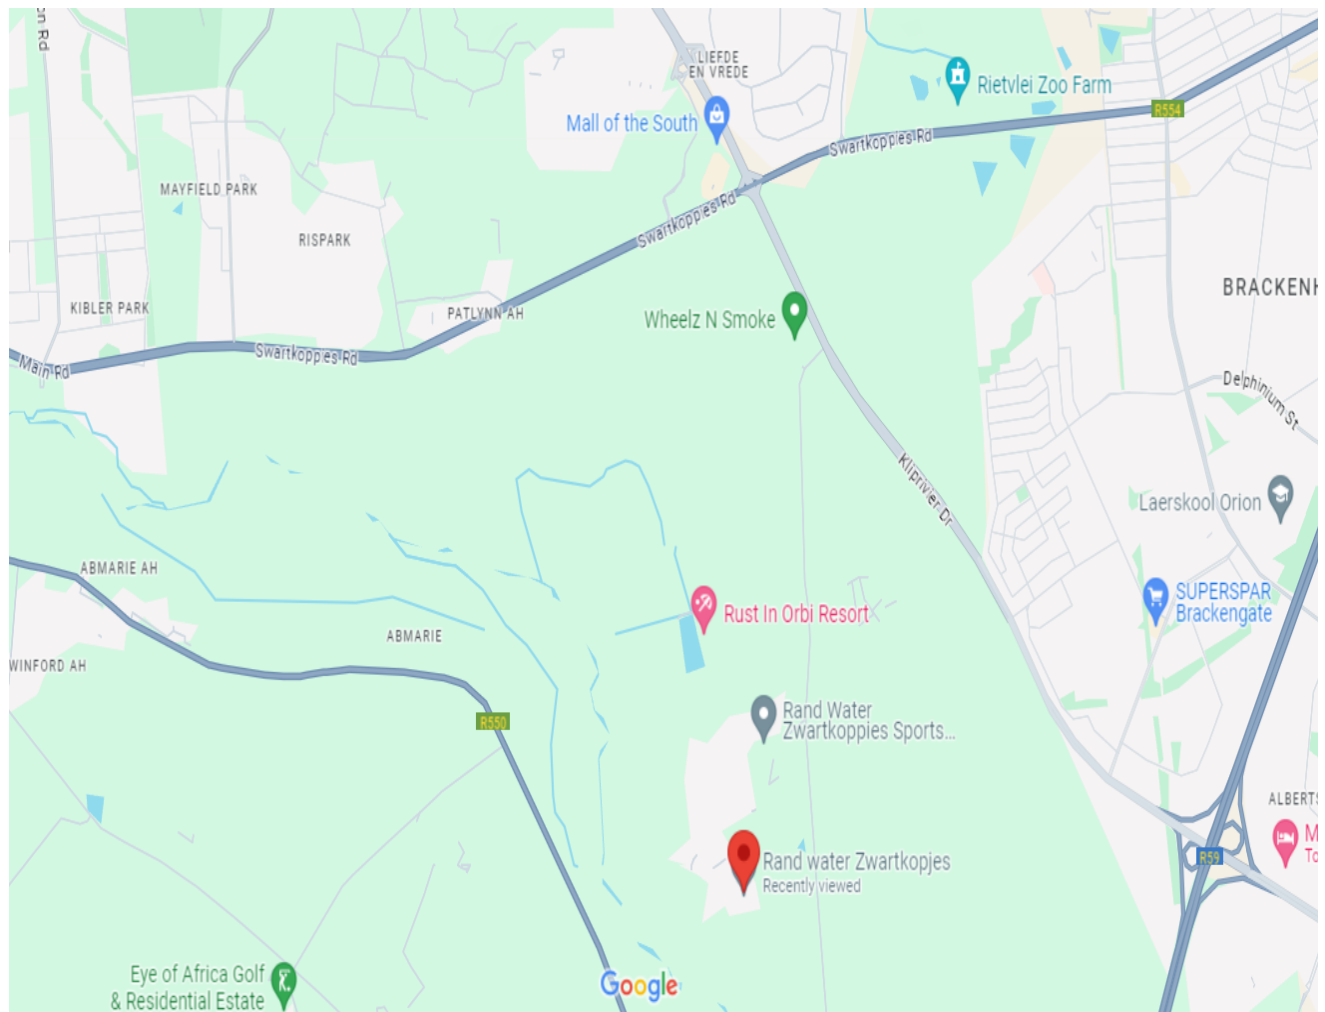 on Rd
LIEFDE
EN VREDE
Rietvlei Zoo Farm
R554
Mall of the South
Swartkoppies Rd
MAYFIELD PARK
Swartkoppies Rd
RISPARK
BRACKENH
KIBLER PARK
PATLYNN AH
Wheelz N Smoke
Swartkoppies Rd
Main Rd
Delphinium St
Kliprivier Dr
Laerskool Orion
ABMARIE AH
SUPERSPAR
Brackengate
Rust In Orbi Resort
ABMARIE
WINFORD AH
R550
Rand Water
Zwartkoppies Sports...
ALBERTS
M
To
R59
Rand water Zwartkopjes
Recently viewed
Eye of Africa Golf
& Residential Estate
Google